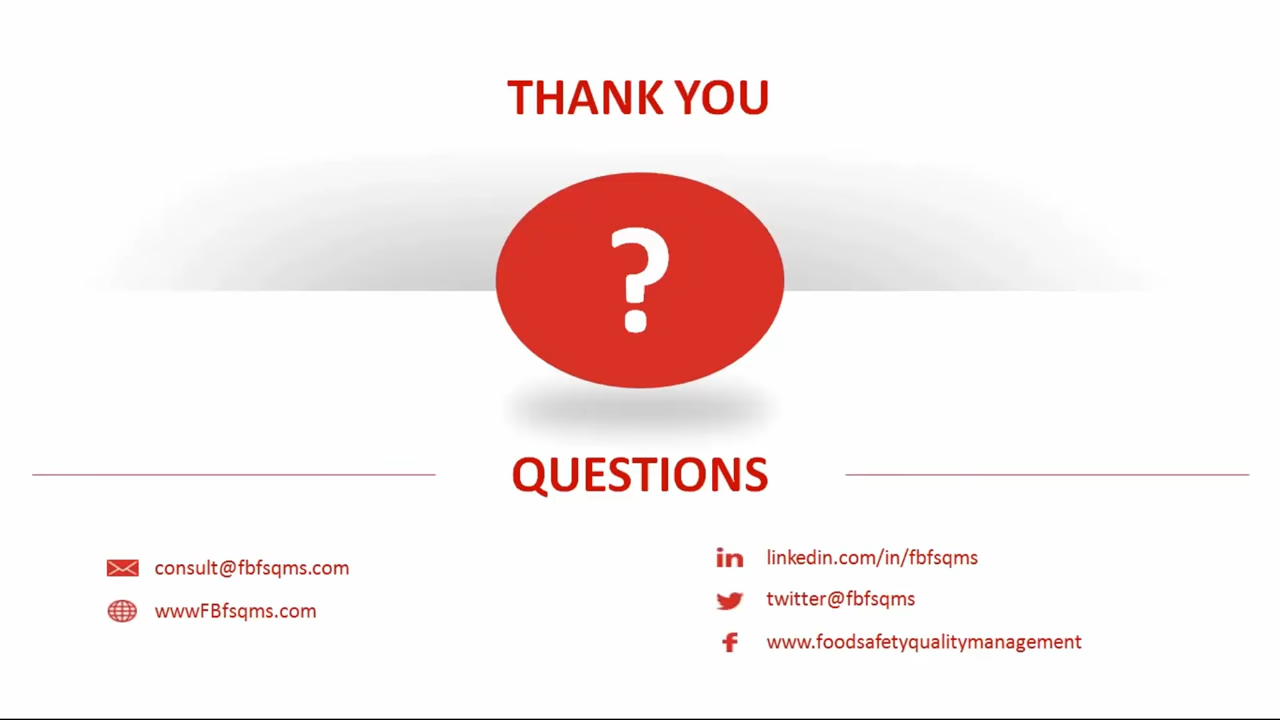 THANK YOU
?
QUESTIONS
consult@fbfsqms.com
wwwFBfsqms.com
linkedin.com/in/fbfsqms
twitter@fbfsqms
www.foodsafetyqualitymanagement